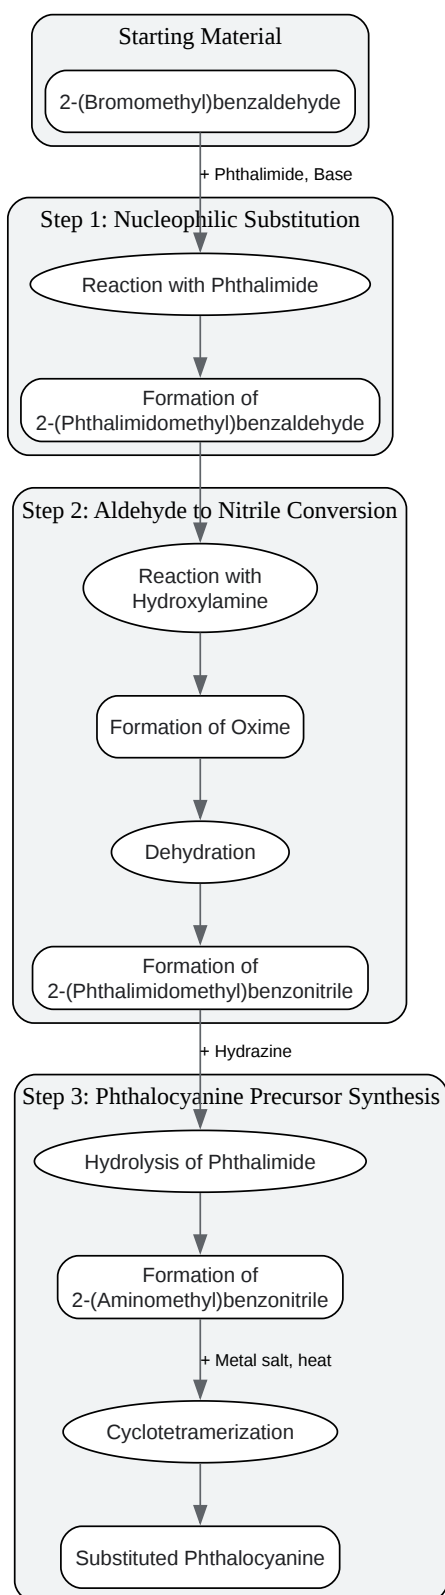 Starting Material
2-(Bromomethyl)benzaldehyde
+ Phthalimide, Base
Step 1: Nucleophilic Substitution
Reaction with Phthalimide
Formation of
2-(Phthalimidomethyl)benzaldehyde
Step 2: Aldehyde to Nitrile Conversion
Reaction with
Hydroxylamine
Formation of Oxime
Dehydration
Formation of
2-(Phthalimidomethyl)benzonitrile
+ Hydrazine
Step 3: Phthalocyanine Precursor Synthesis
Hydrolysis of Phthalimide
Formation of
2-(Aminomethyl)benzonitrile
+ Metal salt, heat
Cyclotetramerization
Substituted Phthalocyanine